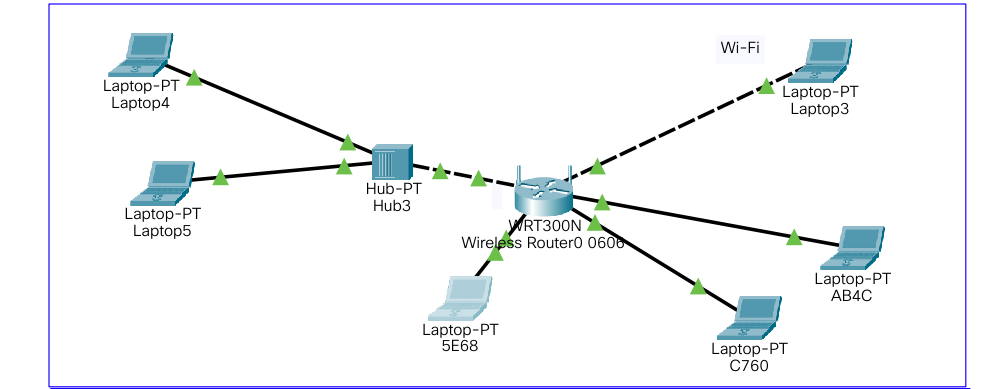 Wi-Fi
Laptop-PT
Laptop4
Laptop-PT
Laptop3
Laptop-PT
Laptop5
Hub-PT
Hub3
WRT300N
Wireless Router0 0606
Laptop-PT
AB4C
Laptop-PT
5E68
Laptop-PT
C760